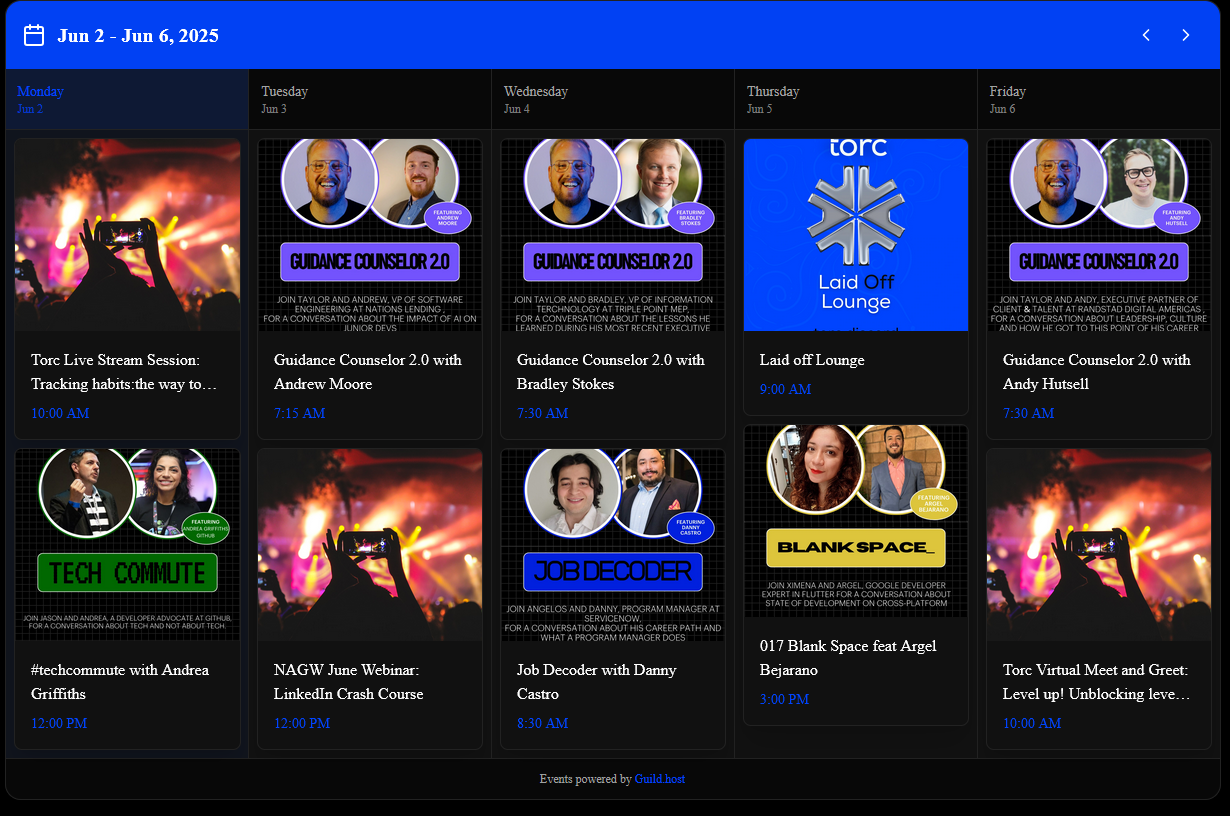 Jun 2 - Jun 6, 2025
Monday
Jun 2
Tuesday
Jun 3
Wednesday
Jun 4
Thursday
Jun 5
Friday
Jun 6
Torc Live Stream Session:
Tracking habits:the way to…
10:00 AM
FEATURING
ANDREA GRIFFITHS
GITHUB
TECH COMMUTE
JOIN JASON AND ANDREA, A DEVELOPER ADVOCATE AT GITHUB,
FOR A CONVERSATION ABOUT TECH AND NOT ABOUT TECH.
#techcommute with Andrea
Griffiths
12:00 PM
FEATURING
ANDREW
MOORE
GUIDANCE COUNSELOR 2.0
JOIN TAYLOR AND ANDREW, VP OF SOFTWARE
ENGINEERING AT NATIONS LENDING ,
FOR A CONVERSATION ABOUT THE IMPACT OF AI ON
JUNIOR DEVS
Guidance Counselor 2.0 with
Andrew Moore
7:15 AM
NAGW June Webinar:
LinkedIn Crash Course
12:00 PM
FEATURING
BRADLEY
STOKES
GUIDANCE COUNSELOR 2.0
JOIN TAYLOR AND BRADLEY, VP OF INFORMATION
TERCHNOLOGY AT TRIPLE POINT MEP,
FOR A CONVERSATION ABOUT THE LESSONS HE
LEARNED DURING HIS MOST RECENT EXECUTIVE
Guidance Counselor 2.0 with
Bradley Stokes
7:30 AM
FEATURING
DANNY
CASTRO
JOB DECODER
JOIN ANGELOS AND DANNY, PROGRAM MANAGER AT
SERVICENOW,
FOR A CONVERSATION ABOUT HIS CAREER PATH AND
WHAT A PROGRAM MANAGER DOES
Job Decoder with Danny
Castro
8:30 AM
torc
Laid Off
Lounge
Laid off Lounge
9:00 AM
FEATURING
ARGEL
BEJARANO
BLANK SPACE_
JOIN XIMENA AND ARGEL, GOOGLE DEVELOPER
EXPERT IN FLUTTER FOR A CONVERSATION ABOUT
STATE OF DEVELOPMENT ON CROSS-PLATFORM
017 Blank Space feat Argel
Bejarano
3:00 PM
FEATURING
ANDY
HUTSELL
GUIDANCE COUNSELOR 2.0
JOIN TAYLOR AND ANDY, EXECUTIVE PARTNER OF
CLIENT & TALENT AT RANDSTAD DIGITAL AMERICAS ,
FOR A CONVERSATION ABOUT LEADERSHIP, CULTURE
AND HOW HE GOT TO THIS POINT OF HIS CAREER
Guidance Counselor 2.0 with
Andy Hutsell
7:30 AM
Torc Virtual Meet and Greet:
Level up! Unblocking leve…
10:00 AM
Events powered by Guild.host